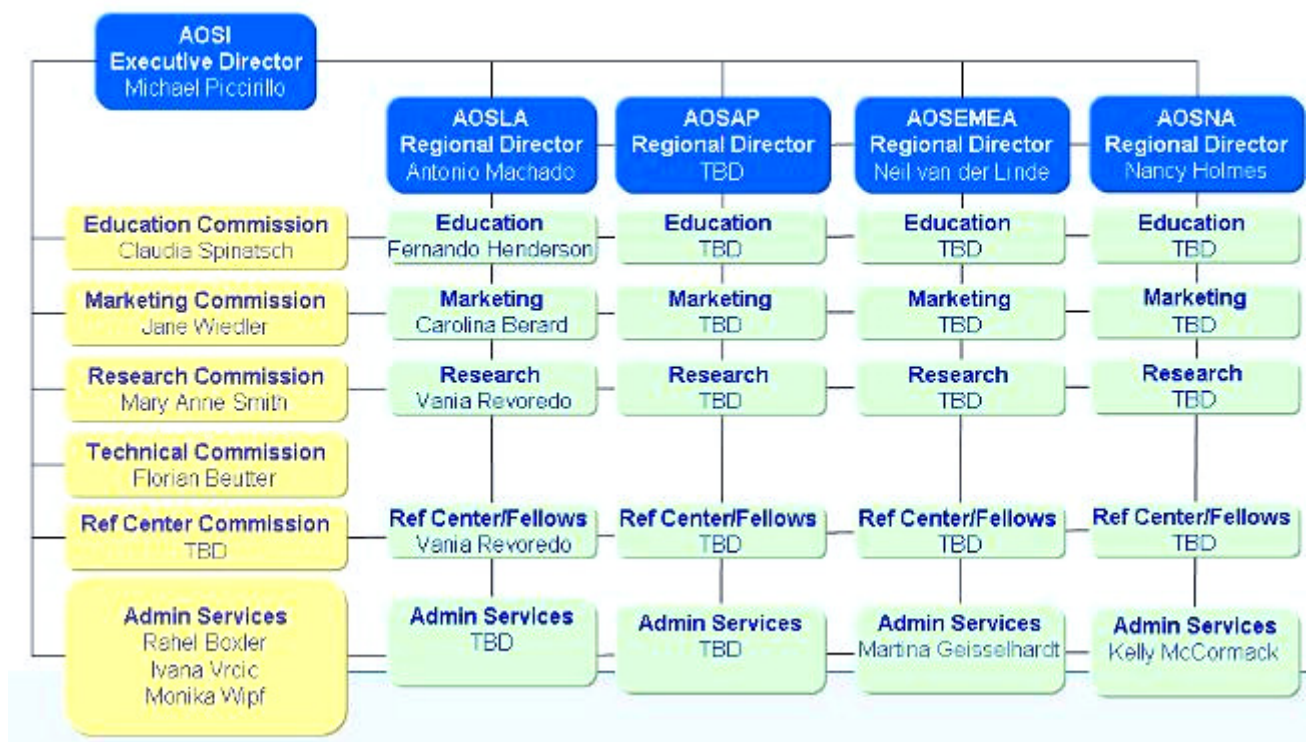 AOSI
Executive Director
Michael Piccirillo
AOSLA
Regional Director
Antonio Machado
AOSAP
Regional Director
TBD
AOSEMEA
Regional Director
Neil van der Linde
AOSNA
Regional Director
Nancy Holmes
Education Commission
Claudia Spinatsch
Education
Fernando Henderson
Education
TBD
Education
TBD
Education
TBD
Marketing Commission
Jane Wiedler
Marketing
Carolina Berard
Marketing
TBD
Marketing
TBD
Marketing
TBD
Research Commission
Mary Anne Smith
Research
Vania Revoredo
Research
TBD
Research
TBD
Research
TBD
Technical Commission
Florian Beutter
Ref Center Commission
TBD
Ref Center/Fellows
Vania Revoredo
Ref Center/Fellows
TBD
Ref Center/Fellows
TBD
Ref Center/Fellows
TBD
Admin Services
Rahel Boxler
Ivana Vrcic
Monika Wipf
Admin Services
TBD
Admin Services
TBD
Admin Services
Martina Geisselhardt
Admin Services
Kelly McCormack